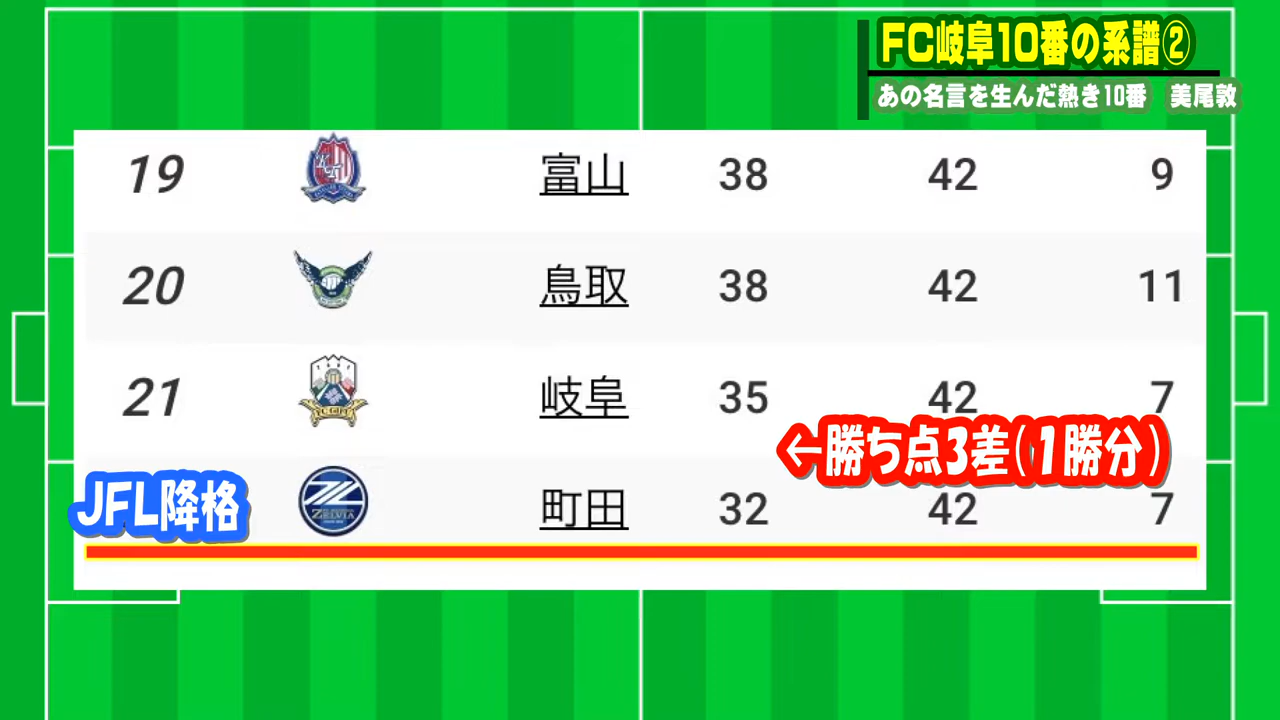 FC岐阜10番の系譜②
あの名言を生んだ熱き10番 美尾敦
19 富山 38 42 9
20 鳥取 38 42 11
21 岐阜 35 42 7
←勝ち点3差(1勝分)
JFL降格 町田 32 42 7
FC GIFU
ZELVIA